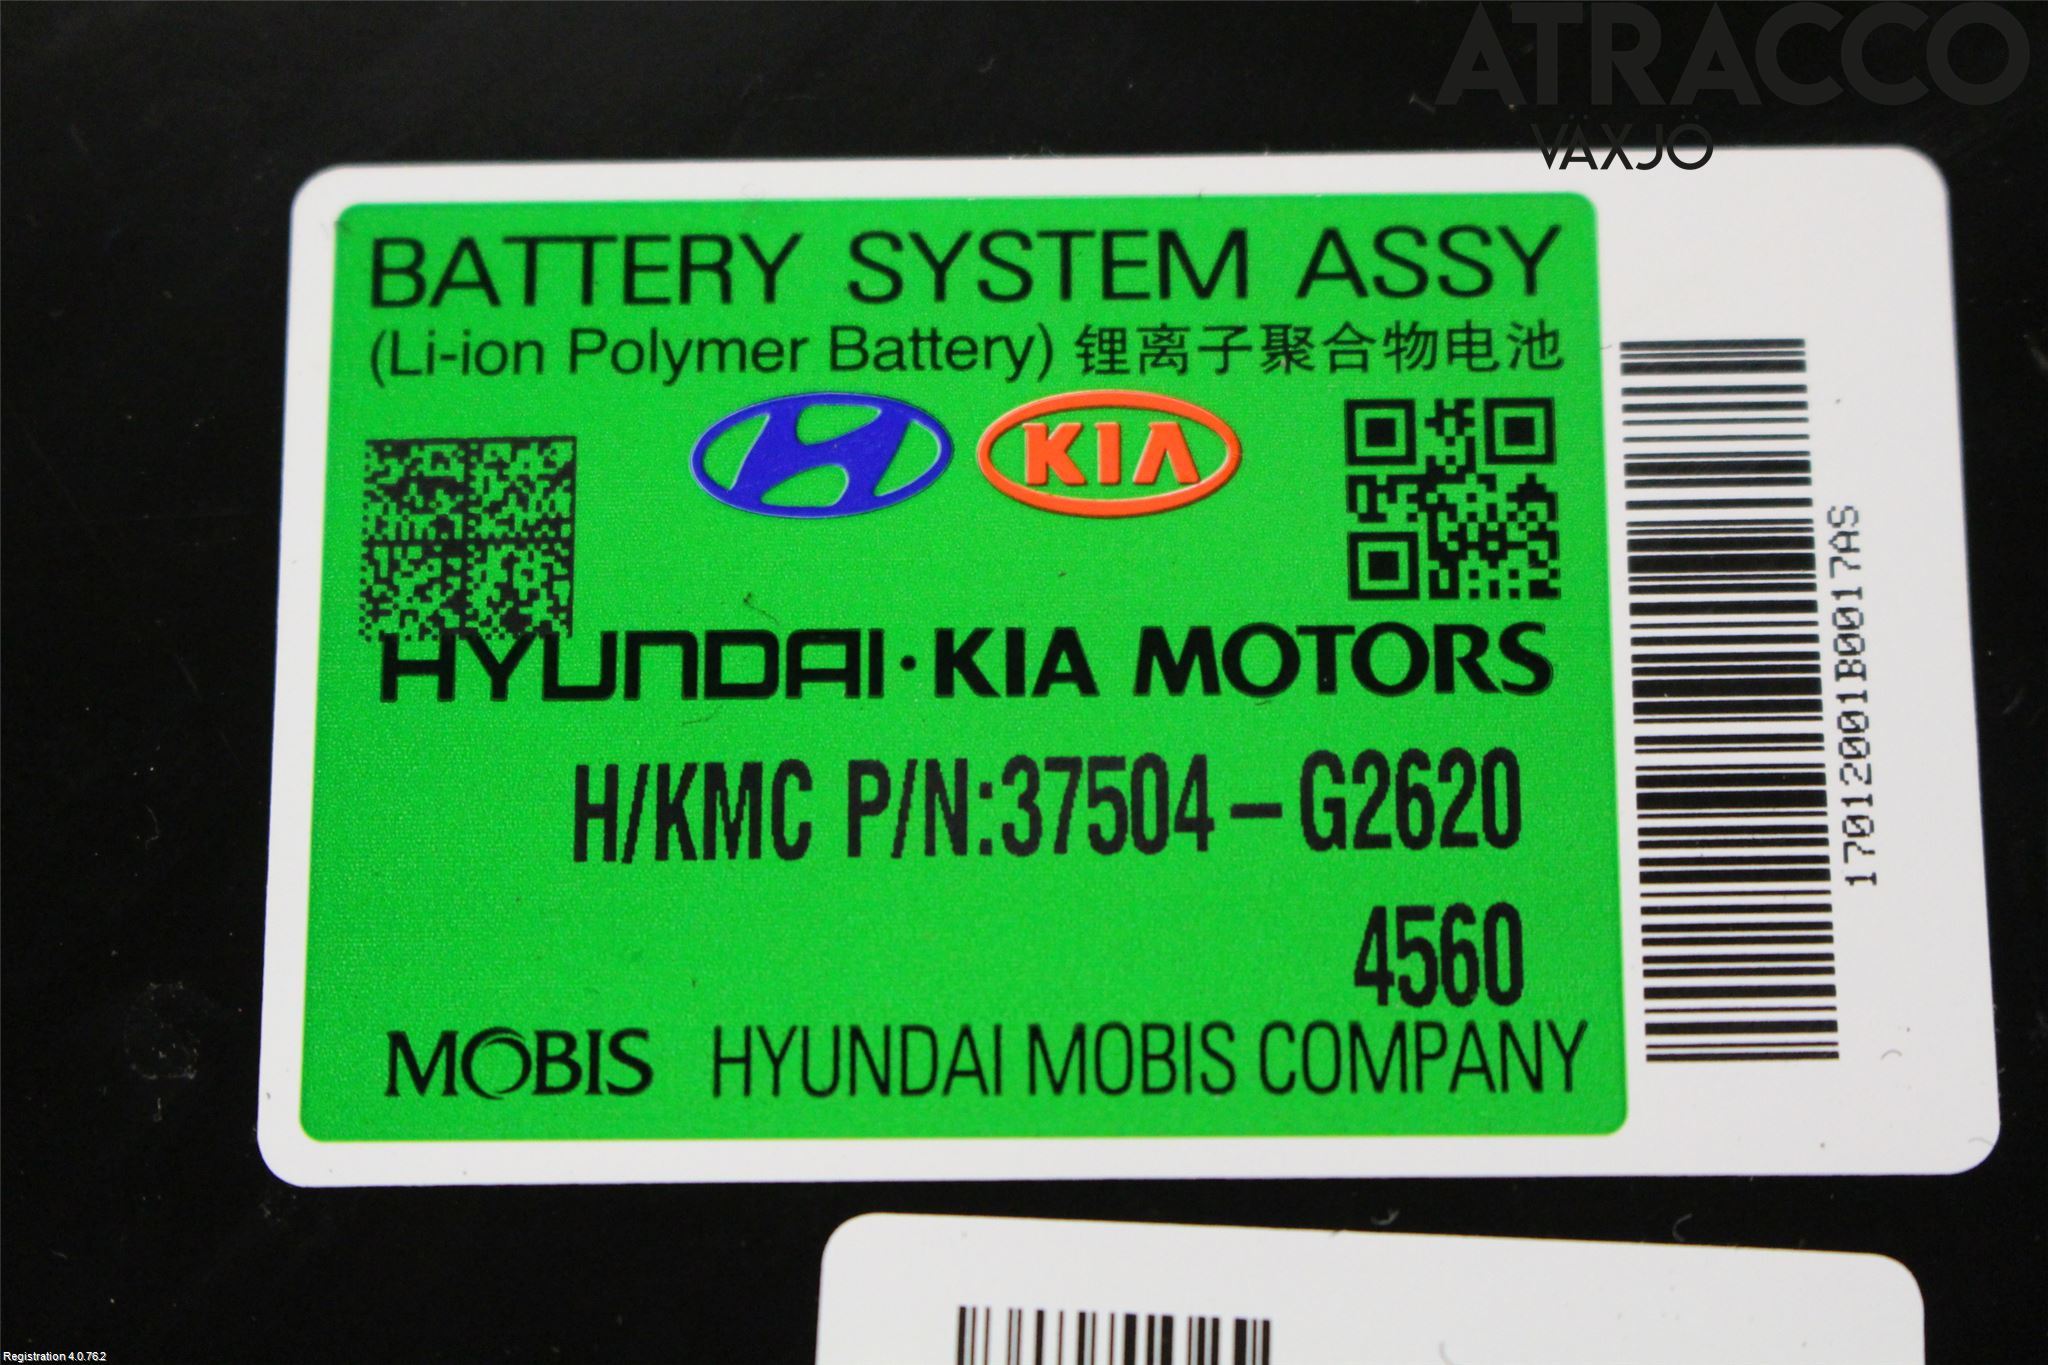 ATRACCO
VÄXJÖ
BATTERY SYSTEM ASSY
(Li-ion Polymer Battery) 锂离子聚合物电池
KIA
HYUNDAI·KIA MOTORS
H/KMC P/N:37504-G2620
4560
MOBIS HYUNDAI MOBIS COMPANY
17012001B0017AS
Registration 4.0.76.2